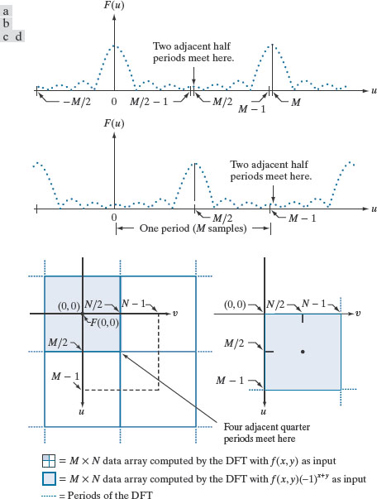 a
b
c d
F(u)
Two adjacent half
periods meet here.
−M/2
0
M/2 − 1
M/2
M − 1
M
u
F(u)
Two adjacent half
periods meet here.
0
M/2
M − 1
u
One period (M samples)
(0, 0)
N/2
N − 1
v
F(0,0)
M/2
M − 1
u
(0, 0)
N/2
N − 1
v
M/2
M − 1
u
Four adjacent quarter
periods meet here
= M × N data array computed by the DFT with f(x, y) as input
= M × N data array computed by the DFT with f(x, y)(−1)ˣ⁺ʸ as input
= Periods of the DFT